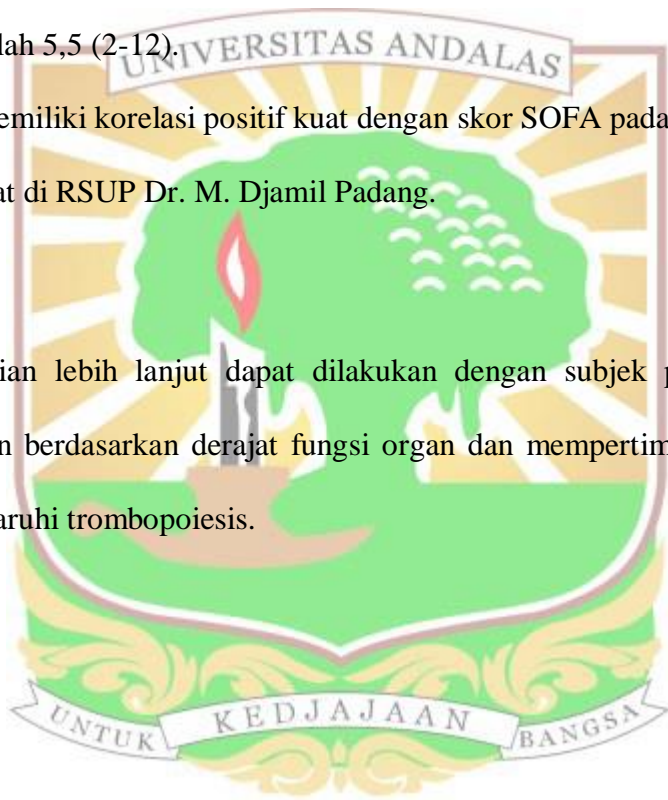 lah 5,5 (2-12).
UNIVERSITAS ANDALAS
emiliki korelasi positif kuat dengan skor SOFA pada
at di RSUP Dr. M. Djamil Padang.
ian lebih lanjut dapat dilakukan dengan subjek p
n berdasarkan derajat fungsi organ dan mempertim
aruhi trombopoiesis.
UNTUK KEDJAJAAN BANGSA